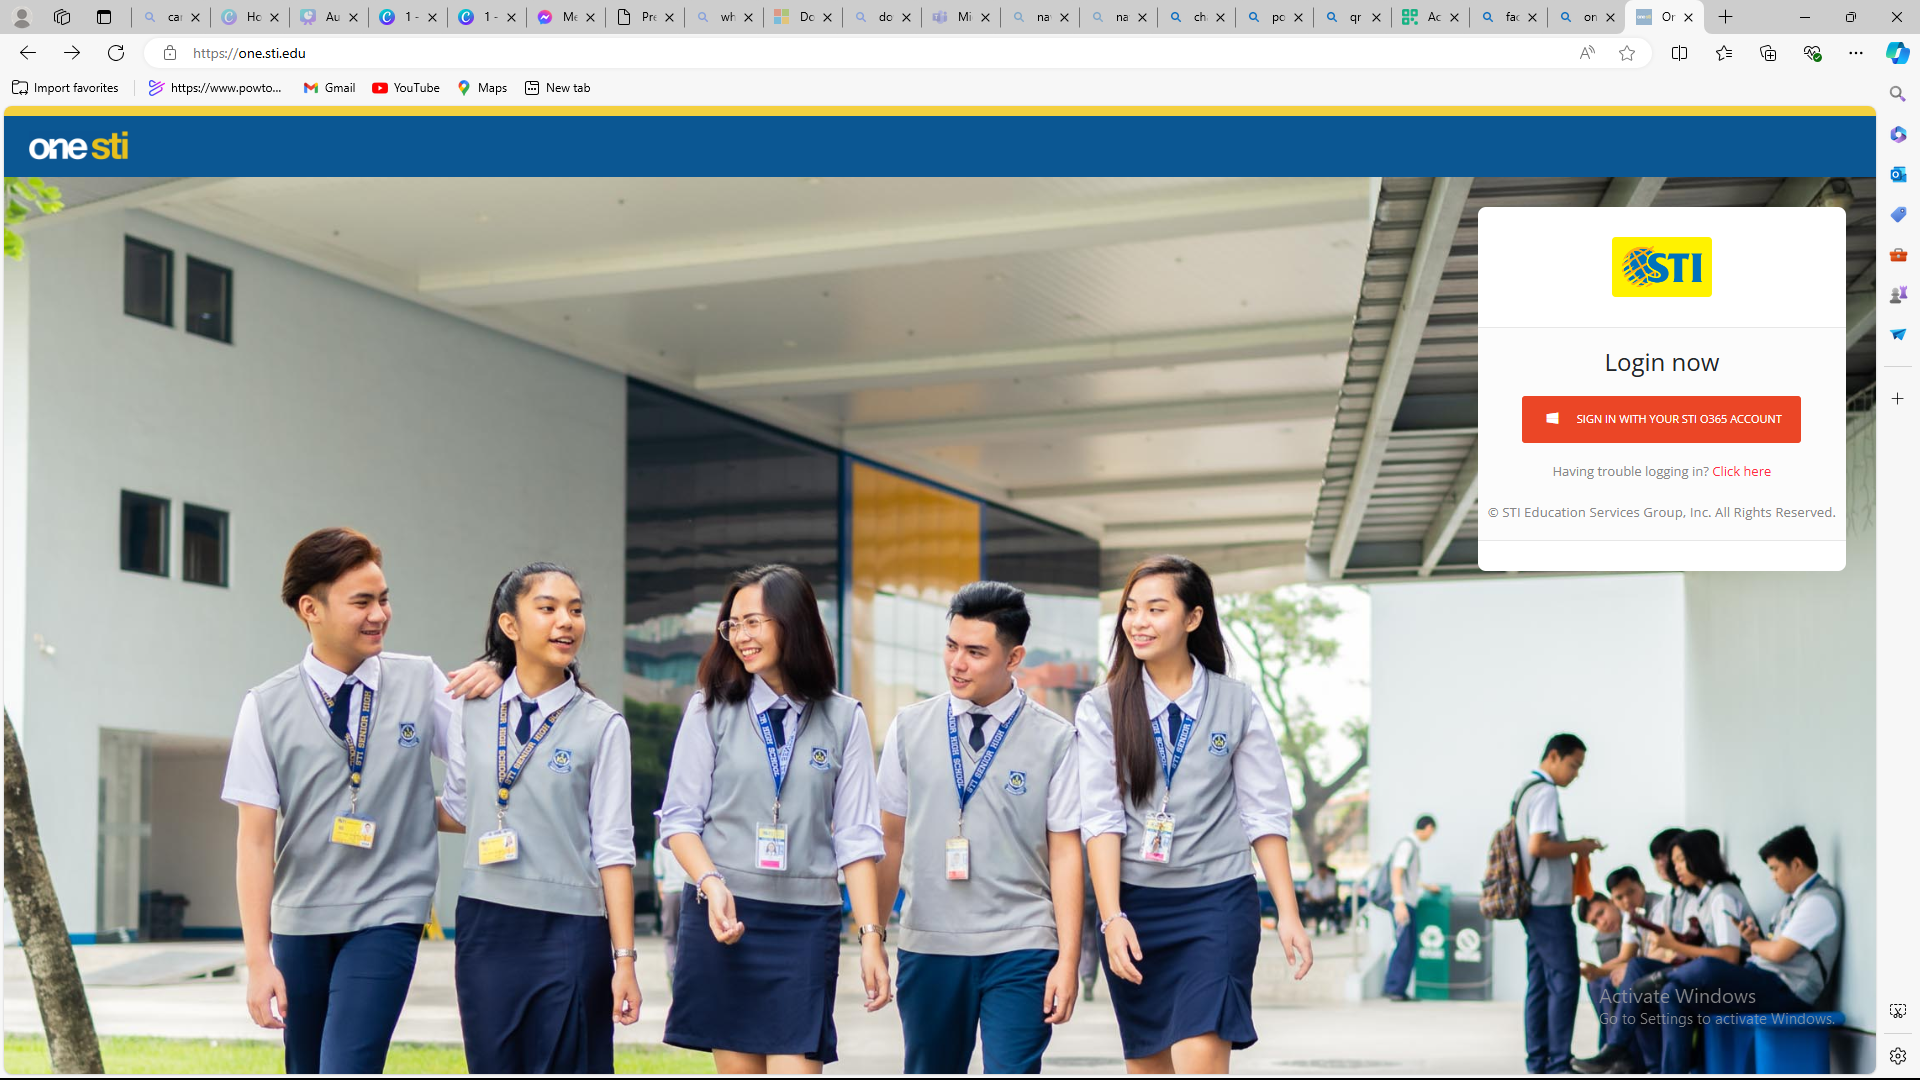 car
Ho
Au
1 -
1 -
Me
Pre
wh
Do
do
Mi
na
na
ch
po
qr
Ac
fac
on
On
https://one.sti.edu
Import favorites
https://www.powto...
Gmail
YouTube
Maps
New tab
one sti
STI
Login now
SIGN IN WITH YOUR STI O365 ACCOUNT
Having trouble logging in? Click here
© STI Education Services Group, Inc. All Rights Reserved.
Activate Windows
Go to Settings to activate Windows.